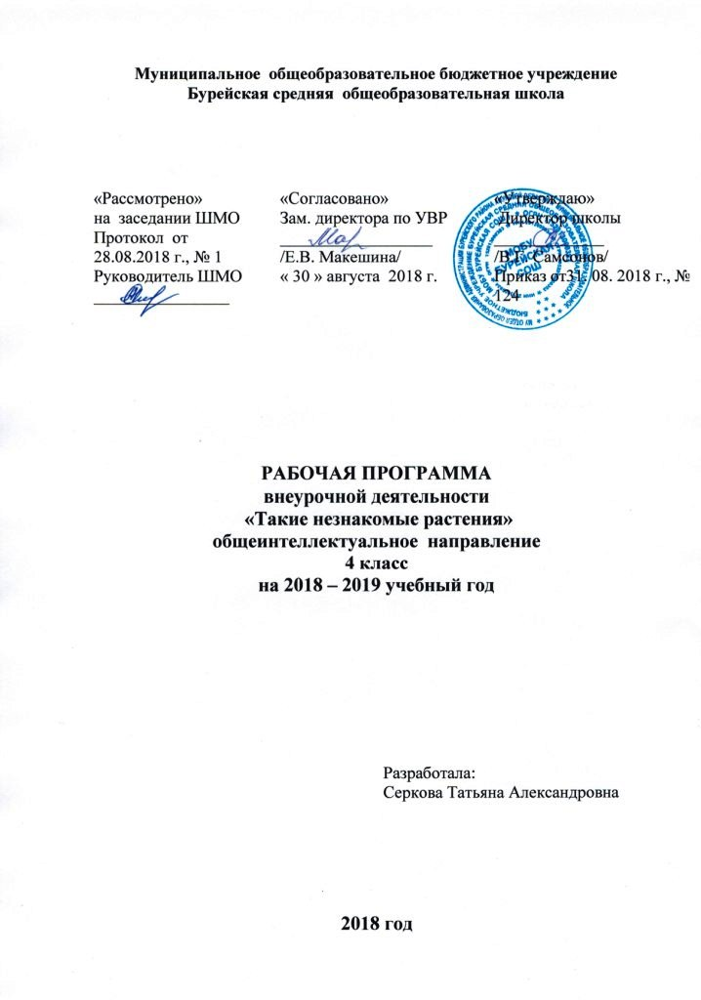 Муниципальное общеобразовательное бюджетное учреждение
Бурейская средняя общеобразовательная школа
«Рассмотрено»
на заседании ШМО
Протокол от
28.08.2018 г., № 1
Руководитель ШМО
«Согласовано»
Зам. директора по УВР
/Е.В. Макешина/
« 30 » августа 2018 г.
«Утверждаю»
Директор школы
Самсонов/
Приказ от31. 08. 2018 г., №
124
МОБУ
БУРЕЙСКАЯ
СОШ
РАБОЧАЯ ПРОГРАММА
внеурочной деятельности
«Такие незнакомые растения»
общеинтеллектуальное направление
4 класс
на 2018 – 2019 учебный год
Разработала:
Серкова Татьяна Александровна
2018 год